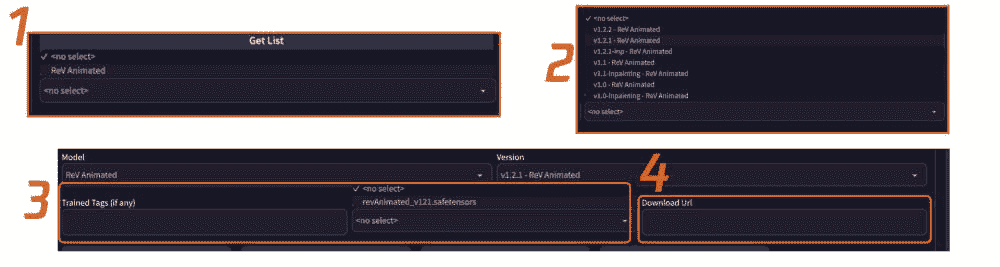 1
Get List
✓ <no select>
ReV Animated
<no select>
2
✓ <no select>
v1.2.2 - ReV Animated
v1.2.1 - ReV Animated
v1.2.1-inp - ReV Animated
v1.1 - ReV Animated
v1.1-Inpainting - ReV Animated
v1.0 - ReV Animated
v1.0-Inpainting - ReV Animated
<no select>
3
Model
ReV Animated
Version
v1.2.1 - ReV Animated
Trained Tags (if any)
✓ <no select>
revAnimated_v121.safetensors
<no select>
4
Download Url